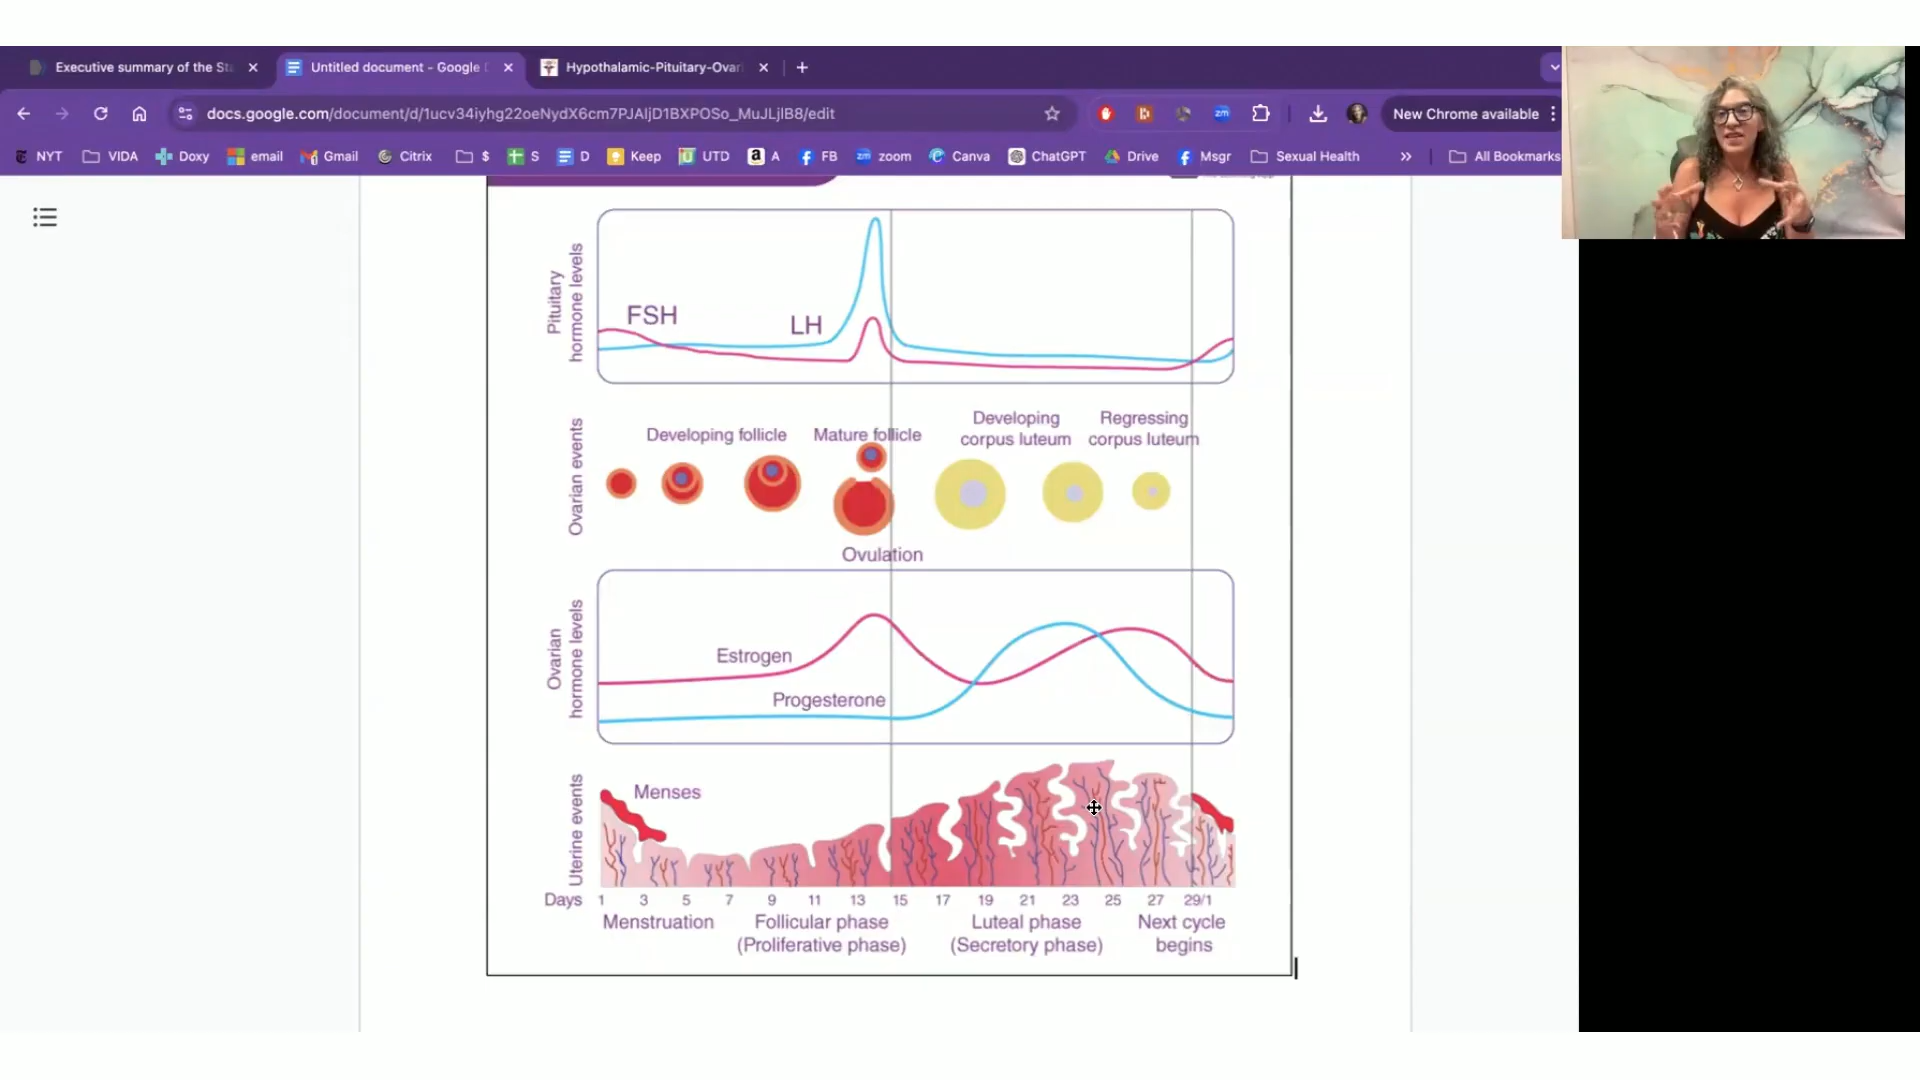 Executive summary of the Sta
Untitled document - Google D
Hypothalamic-Pituitary-Ovari
docs.google.com/document/d/1ucv34iyhg22oeNydX6cm7PJAIjD1BXPOSo_MuJLjIB8/edit
zm
New Chrome available
NYT VIDA Doxy email Gmail Citrix $ S D Keep UTD A FB zoom Canva ChatGPT Drive Msgr Sexual Health » All Bookmarks
Pituitary
hormone levels
FSH
LH
Ovarian events
Developing follicle
Mature follicle
Developing
corpus luteum
Regressing
corpus luteum
Ovulation
Ovarian
hormone levels
Estrogen
Progesterone
Uterine events
Menses
Days 1 3 5 7 9 11 13 15 17 19 21 23 25 27 29/1
Menstruation
Follicular phase
(Proliferative phase)
Luteal phase
(Secretory phase)
Next cycle
begins